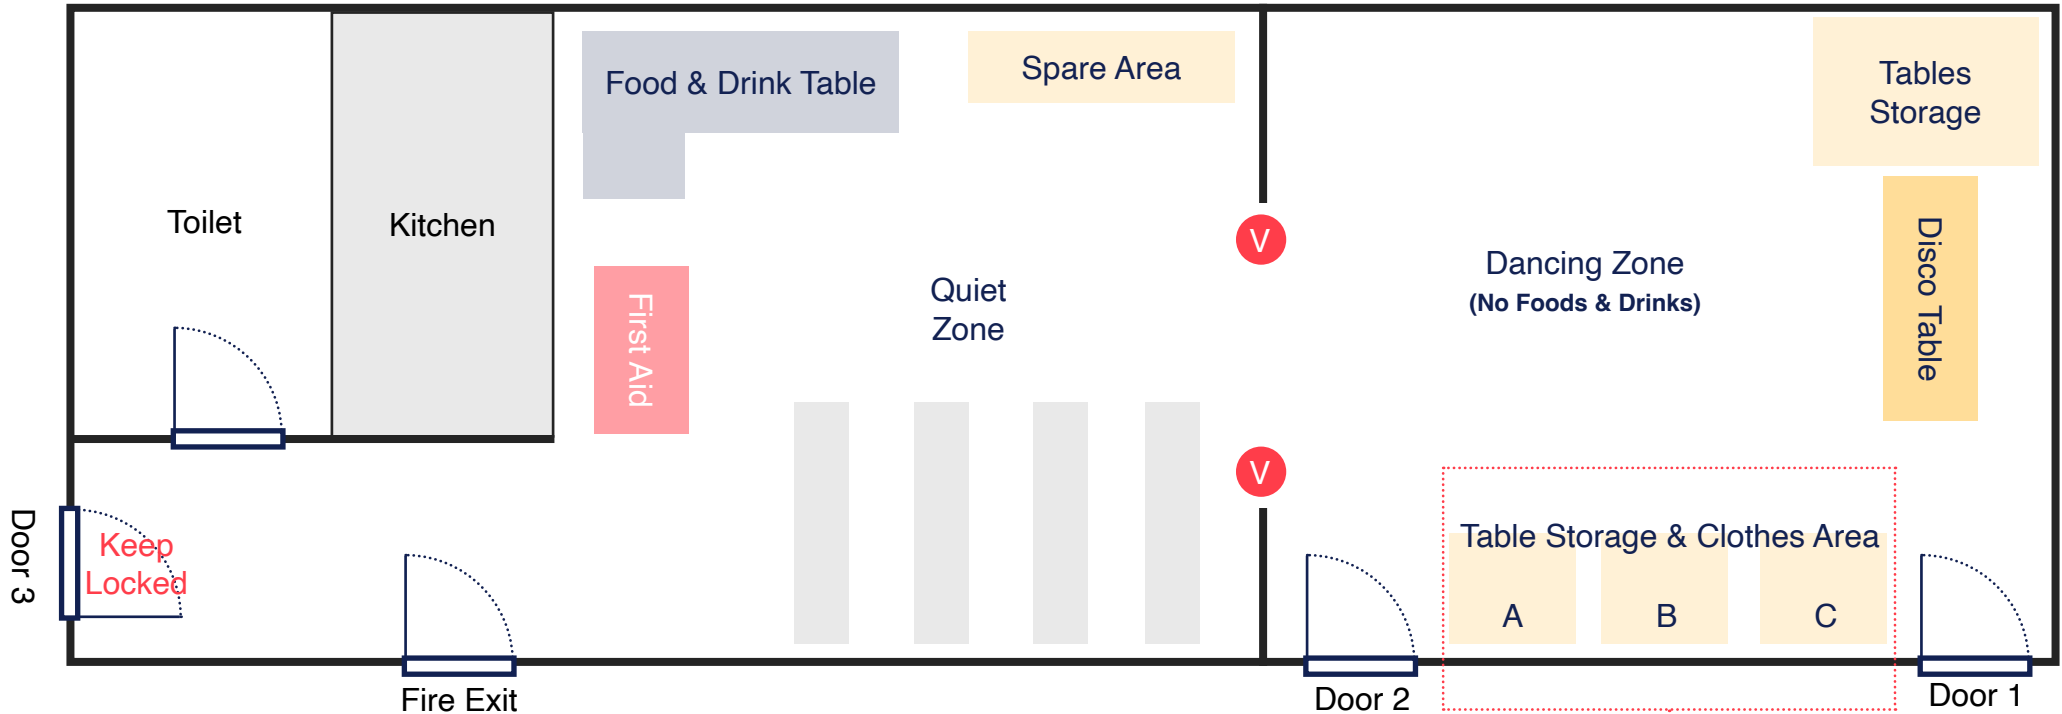 Food & Drink Table
Spare Area
Tables
Storage
Toilet
Kitchen
V
Disco Table
Dancing Zone
(No Foods & Drinks)
Quiet
Zone
First Aid
V
Door 3
Keep
Locked
Table Storage & Clothes Area
A
B
C
Fire Exit
Door 2
Door 1